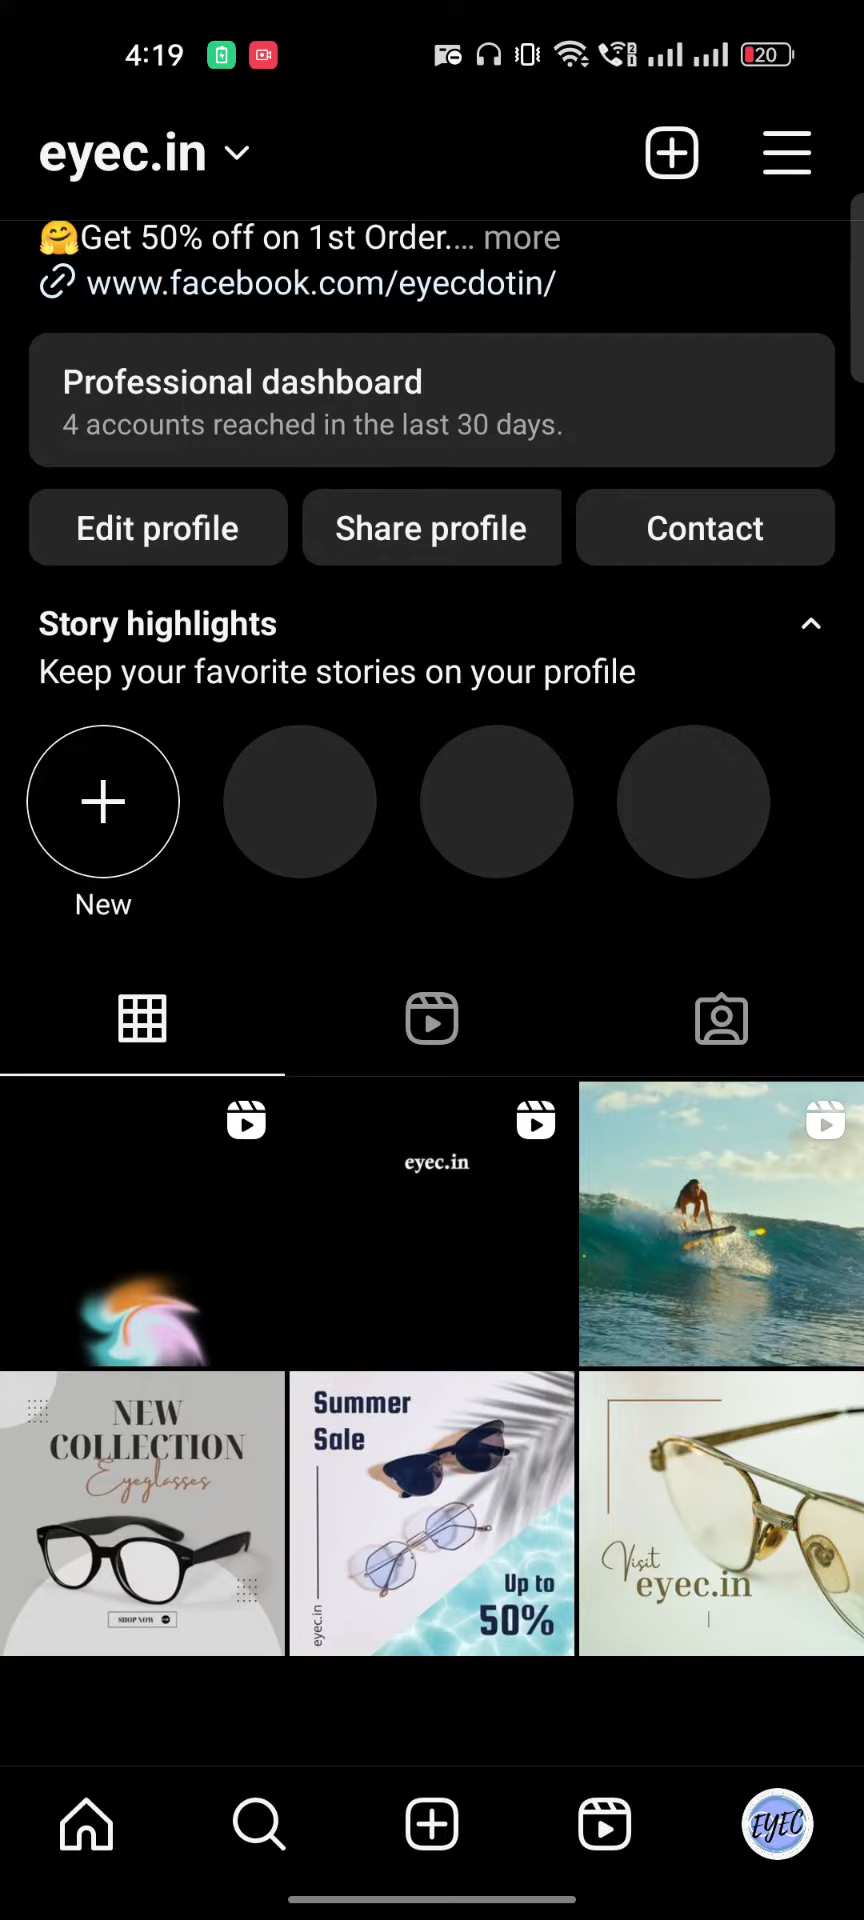 4:19
20
eyec.in
🤗Get 50% off on 1st Order.... more
www.facebook.com/eyecdotin/
Professional dashboard
4 accounts reached in the last 30 days.
Edit profile
Share profile
Contact
Story highlights
Keep your favorite stories on your profile
New
eyec.in
NEW
COLLECTION
Eyeglasses
SHOP NOW
Summer
Sale
eyec.in
Up to
50%
Visit
eyec.in
EYEC